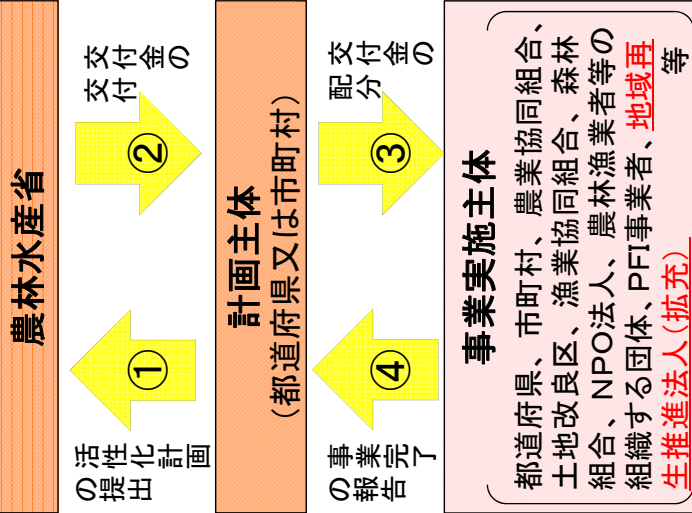 農林水産省
①
活性化計画
の提出
②
交付金の
交付
計画主体
（都道府県又は市町村）
④
事業完了
の報告
③
交付金の
配分
事業実施主体
都道府県、市町村、農業協同組合、
土地改良区、漁業協同組合、森林
組合、NPO法人、農林漁業者等の
組織する団体、PFI事業者、地域再
生推進法人（拡充）　等